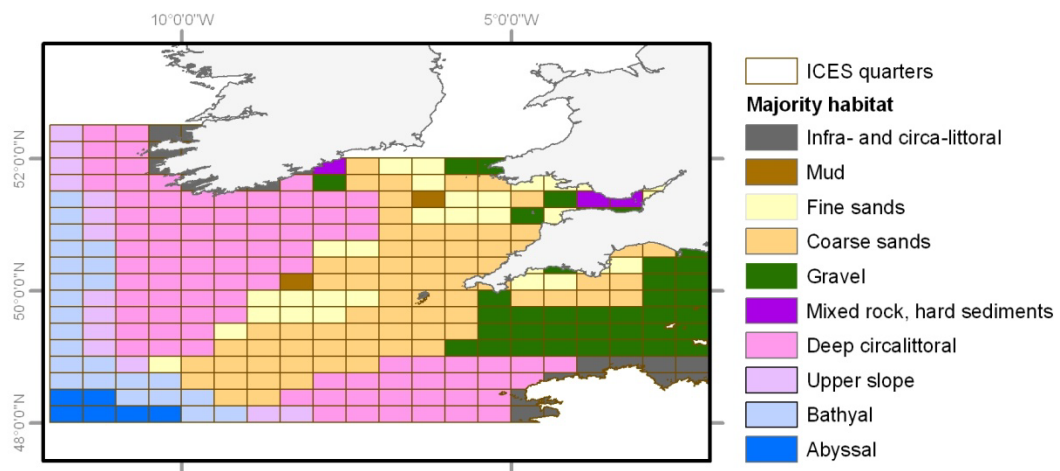 10°0'0"W 5°0'0"W
52°0'0"N
50°0'0"N
48°0'0"N
ICES quarters
Majority habitat
Infra- and circa-littoral
Mud
Fine sands
Coarse sands
Gravel
Mixed rock, hard sediments
Deep circalittoral
Upper slope
Bathyal
Abyssal